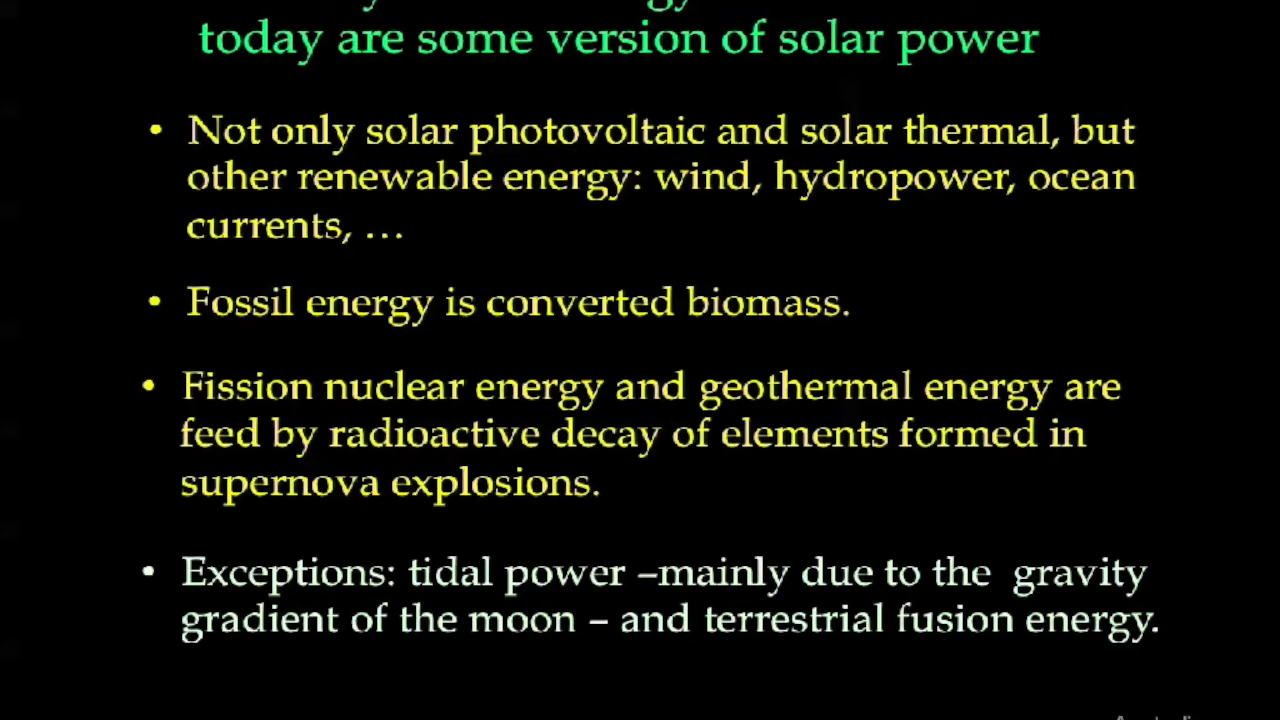 today are some version of solar power
• Not only solar photovoltaic and solar thermal, but
other renewable energy: wind, hydropower, ocean
currents, …
• Fossil energy is converted biomass.
• Fission nuclear energy and geothermal energy are
feed by radioactive decay of elements formed in
supernova explosions.
• Exceptions: tidal power –mainly due to the gravity
gradient of the moon – and terrestrial fusion energy.